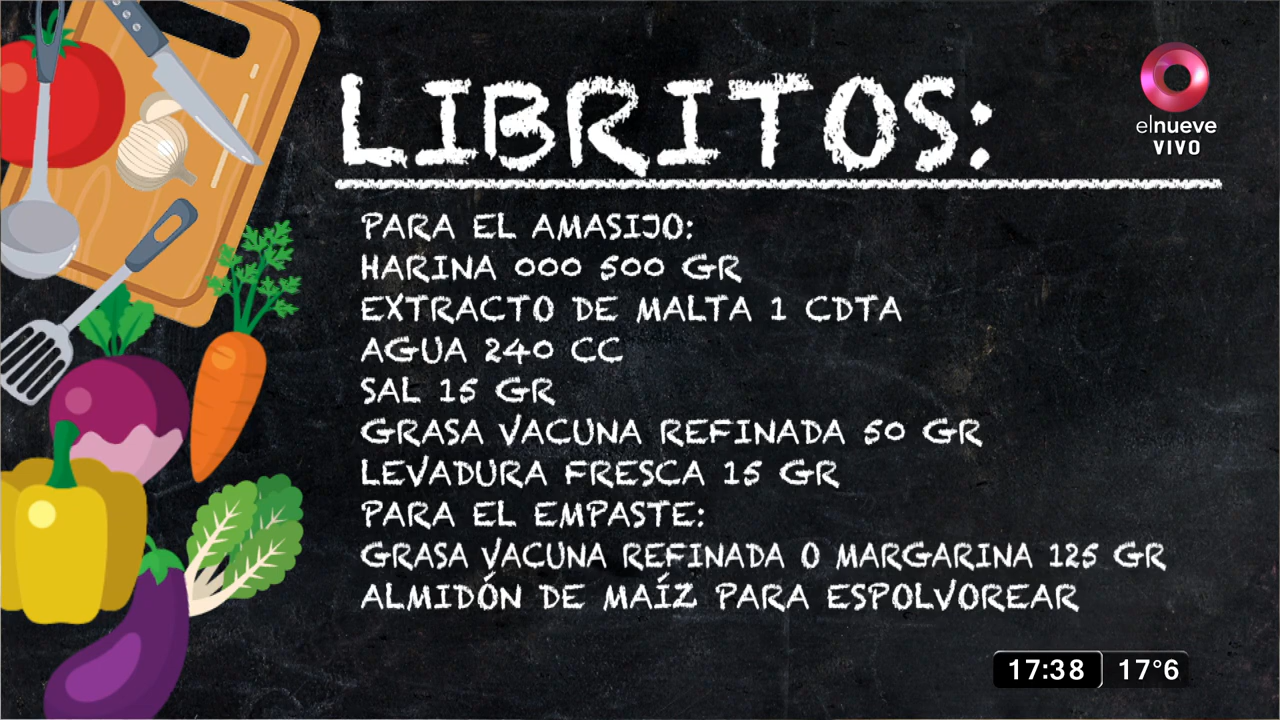 LIBRITOS:
elnueve
VIVO
PARA EL AMASIJO:
HARINA 000 500 GR
EXTRACTO DE MALTA 1 CDTA
AGUA 240 CC
SAL 15 GR
GRASA VACUNA REFINADA 50 GR
LEVADURA FRESCA 15 GR
PARA EL EMPASTE:
GRASA VACUNA REFINADA O MARGARINA 125 GR
ALMIDÓN DE MAÍZ PARA ESPOLVOREAR
17:38 17°6